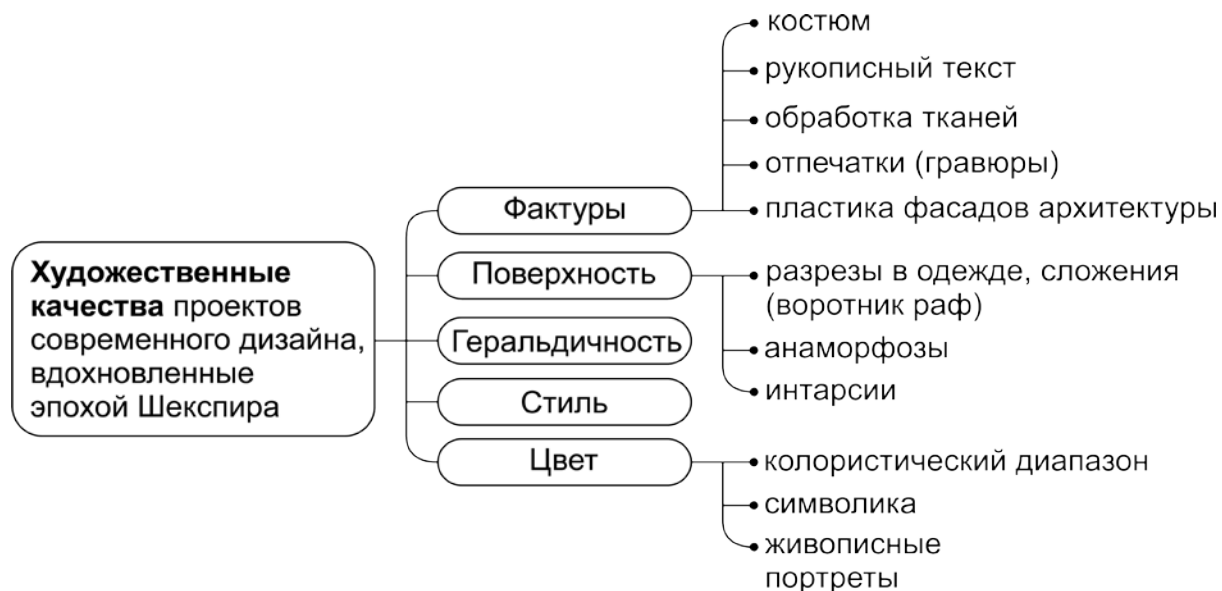 Художественные
качества проектов
современного дизайна,
вдохновленные
эпохой Шекспира
Фактуры
костюм
рукописный текст
обработка тканей
отпечатки (гравюры)
пластика фасадов архитектуры
Поверхность
разрезы в одежде, сложения
(воротник раф)
анаморфозы
интарсии
Геральдичность
Стиль
Цвет
колористический диапазон
символика
живописные
портреты